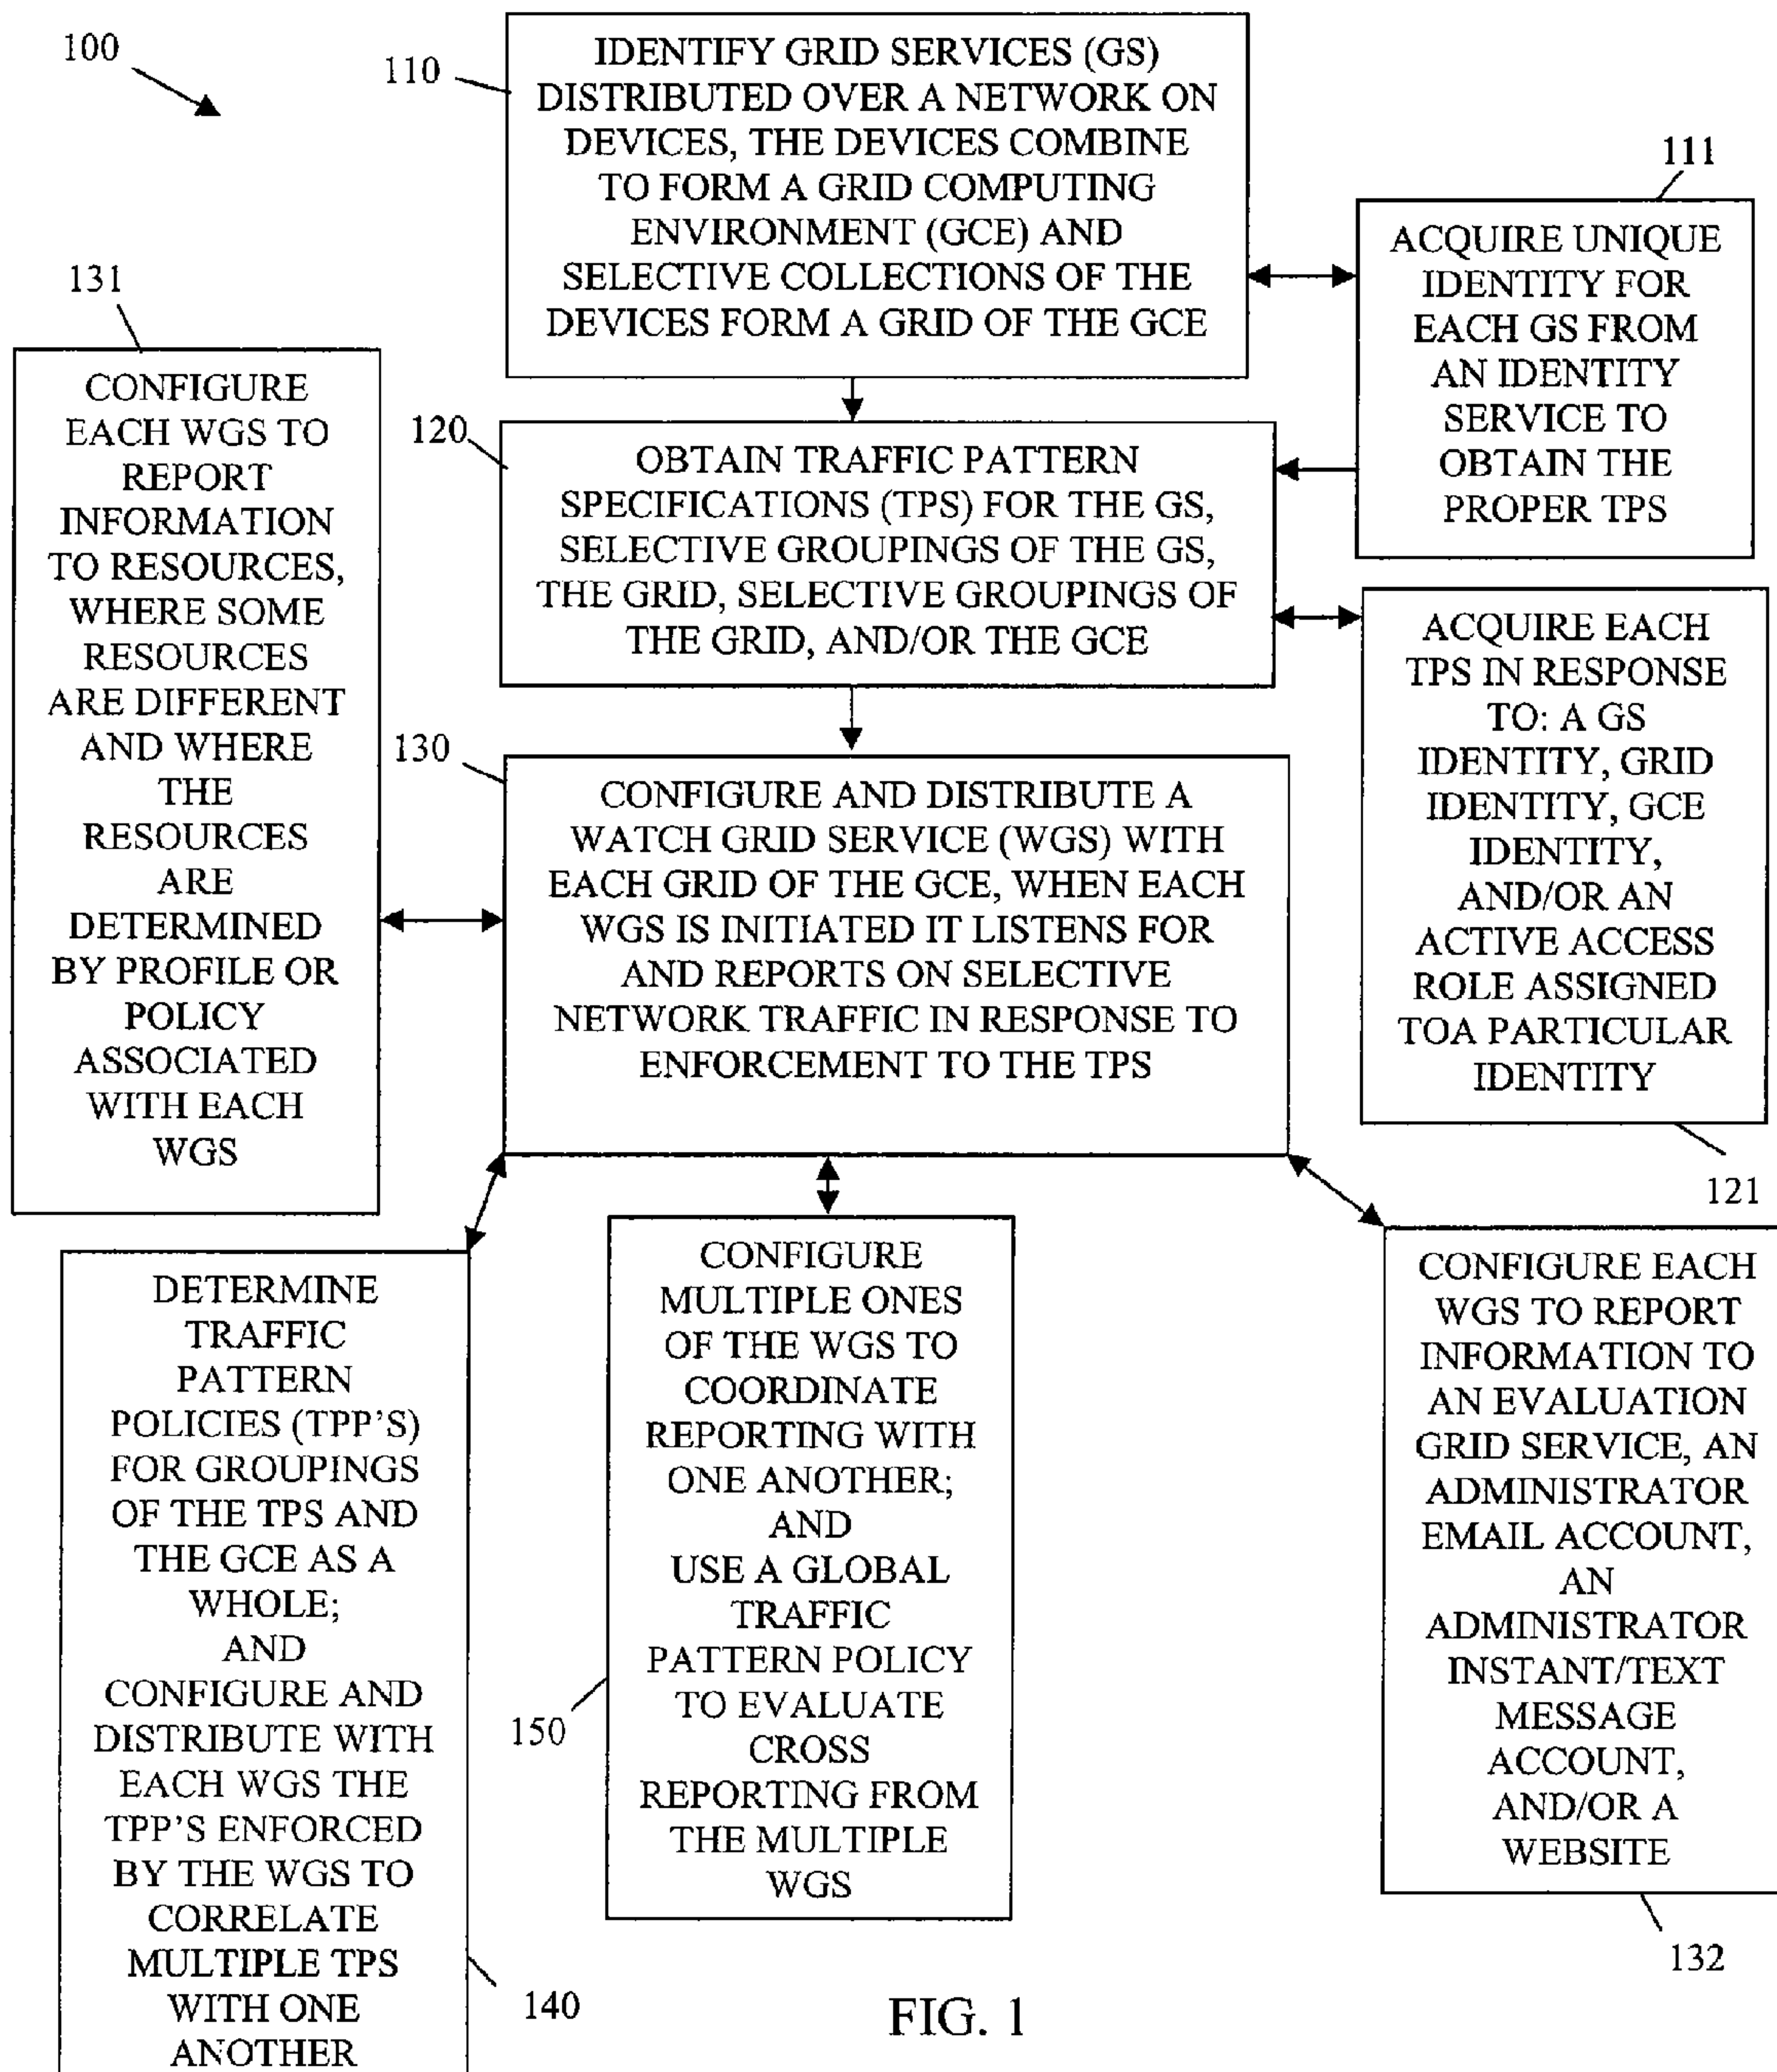 100
110
IDENTIFY GRID SERVICES (GS)
DISTRIBUTED OVER A NETWORK ON
DEVICES, THE DEVICES COMBINE
TO FORM A GRID COMPUTING
ENVIRONMENT (GCE) AND
SELECTIVE COLLECTIONS OF THE
DEVICES FORM A GRID OF THE GCE
111
ACQUIRE UNIQUE
IDENTITY FOR
EACH GS FROM
AN IDENTITY
SERVICE TO
OBTAIN THE
PROPER TPS
120
OBTAIN TRAFFIC PATTERN
SPECIFICATIONS (TPS) FOR THE GS,
SELECTIVE GROUPINGS OF THE GS,
THE GRID, SELECTIVE GROUPINGS OF
THE GRID, AND/OR THE GCE
ACQUIRE EACH
TPS IN RESPONSE
TO: A GS
IDENTITY, GRID
IDENTITY, GCE
IDENTITY,
AND/OR AN
ACTIVE ACCESS
ROLE ASSIGNED
TOA PARTICULAR
IDENTITY
121
131
CONFIGURE
EACH WGS TO
REPORT
INFORMATION
TO RESOURCES,
WHERE SOME
RESOURCES
ARE DIFFERENT
AND WHERE
THE
RESOURCES
ARE
DETERMINED
BY PROFILE OR
POLICY
ASSOCIATED
WITH EACH
WGS
130
CONFIGURE AND DISTRIBUTE A
WATCH GRID SERVICE (WGS) WITH
EACH GRID OF THE GCE, WHEN EACH
WGS IS INITIATED IT LISTENS FOR
AND REPORTS ON SELECTIVE
NETWORK TRAFFIC IN RESPONSE TO
ENFORCEMENT TO THE TPS
DETERMINE
TRAFFIC
PATTERN
POLICIES (TPP'S)
FOR GROUPINGS
OF THE TPS AND
THE GCE AS A
WHOLE;
AND
CONFIGURE AND
DISTRIBUTE WITH
EACH WGS THE
TPP'S ENFORCED
BY THE WGS TO
CORRELATE
MULTIPLE TPS
WITH ONE
ANOTHER
140
CONFIGURE
MULTIPLE ONES
OF THE WGS TO
COORDINATE
REPORTING WITH
ONE ANOTHER;
AND
USE A GLOBAL
TRAFFIC
PATTERN POLICY
TO EVALUATE
CROSS
REPORTING FROM
THE MULTIPLE
WGS
150
CONFIGURE EACH
WGS TO REPORT
INFORMATION TO
AN EVALUATION
GRID SERVICE, AN
ADMINISTRATOR
EMAIL ACCOUNT,
AN
ADMINISTRATOR
INSTANT/TEXT
MESSAGE
ACCOUNT,
AND/OR A
WEBSITE
132
FIG. 1